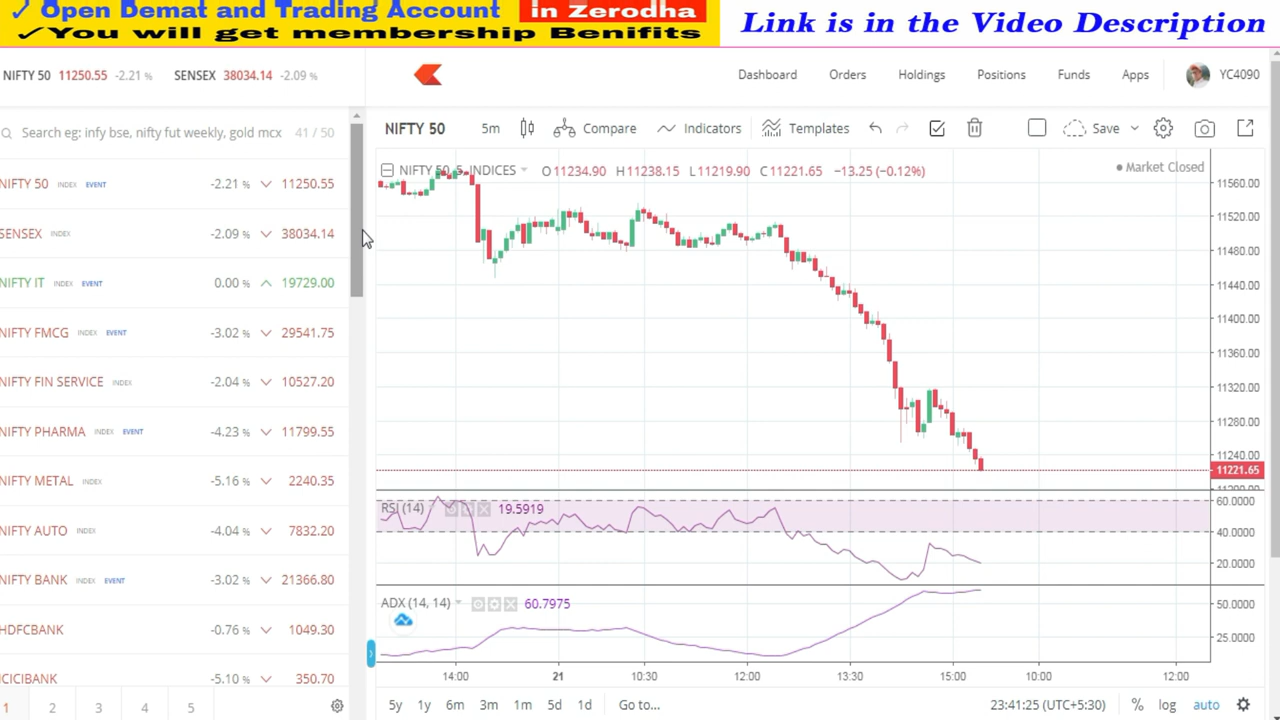 ✓ Open Demat and Trading Account In Zerodha
✓You will get membership Benifits
Link is in the Video Description
NIFTY 50 11250.55 -2.21 % SENSEX 38034.14 -2.09 %
Dashboard Orders Holdings Positions Funds Apps YC4090
Search eg: infy bse, nifty fut weekly, gold mcx 41 / 50
NIFTY 50 5m Compare Indicators Templates Save
NIFTY 50, 5, INDICES O11234.90 H11238.15 L11219.90 C11221.65 −13.25 (−0.12%)
Market Closed
NIFTY 50 INDEX EVENT -2.21 % 11250.55
SENSEX INDEX -2.09 % 38034.14
NIFTY IT INDEX EVENT 0.00 % 19729.00
NIFTY FMCG INDEX EVENT -3.02 % 29541.75
NIFTY FIN SERVICE INDEX -2.04 % 10527.20
NIFTY PHARMA INDEX EVENT -4.23 % 11799.55
NIFTY METAL INDEX -5.16 % 2240.35
NIFTY AUTO INDEX -4.04 % 7832.20
NIFTY BANK INDEX EVENT -3.02 % 21366.80
HDFCBANK -0.76 % 1049.30
ICICIBANK -5.10 % 350.70
1 2 3 4 5
11560.00
11520.00
11480.00
11440.00
11400.00
11360.00
11320.00
11280.00
11240.00
11221.65
RSI (14) 19.5919
60.0000
40.0000
20.0000
ADX (14, 14) 60.7975
50.0000
25.0000
14:00 21 10:30 12:00 13:30 15:00 10:00 12:00
5y 1y 6m 3m 1m 5d 1d Go to... 23:41:25 (UTC+5:30) % log auto